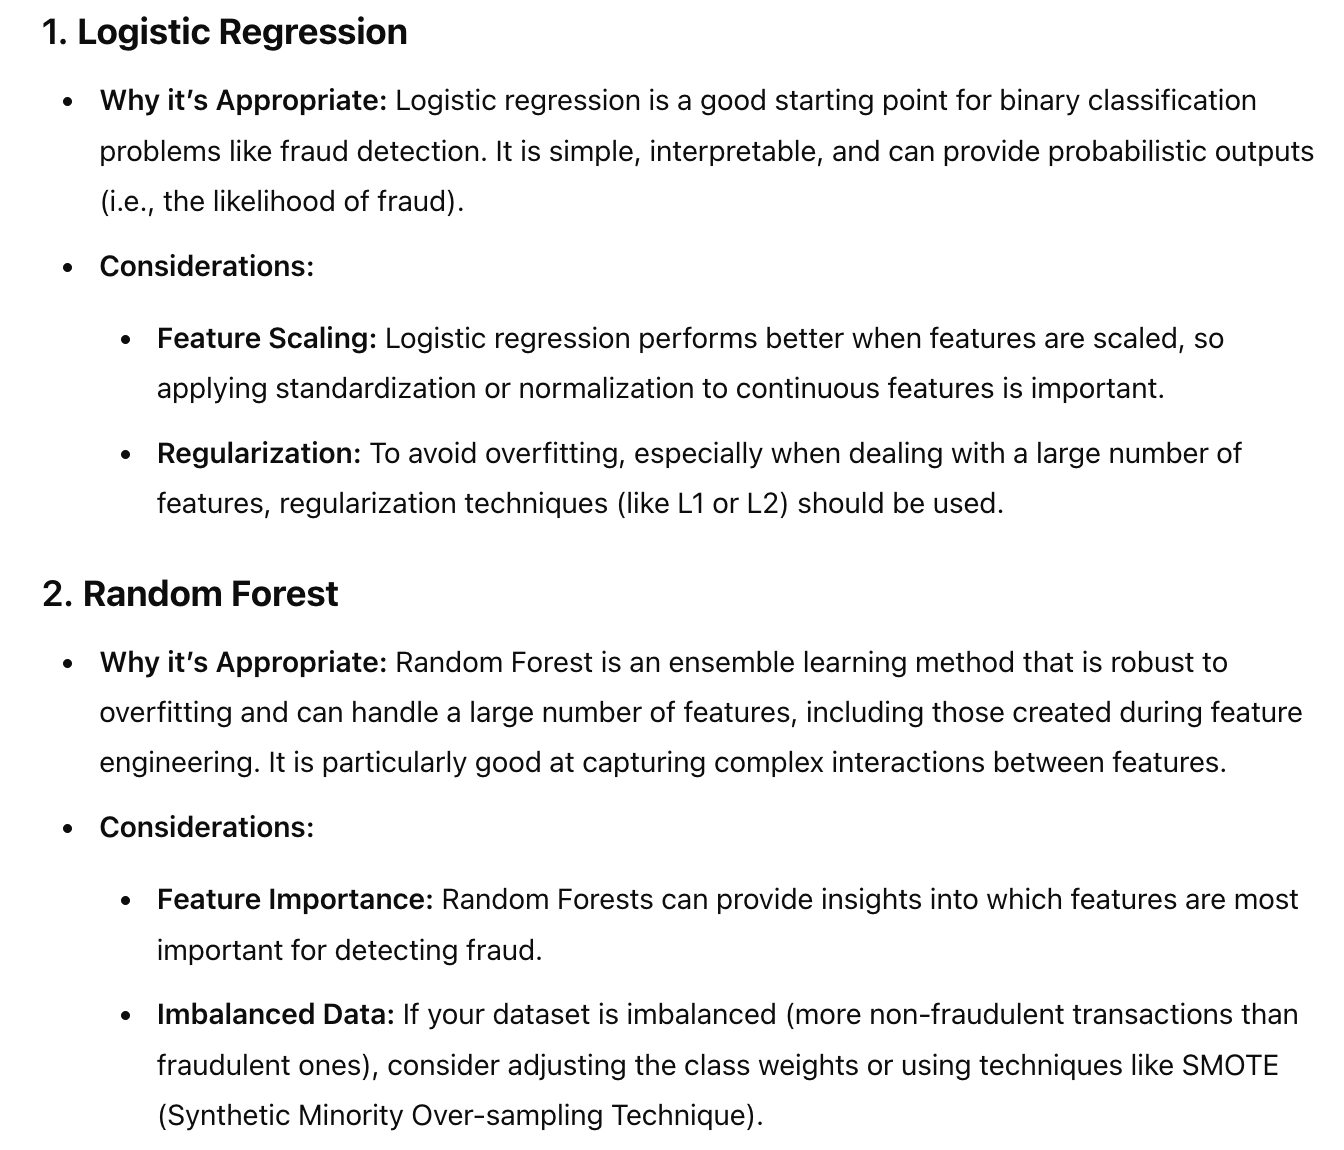 1. Logistic Regression
• Why it’s Appropriate: Logistic regression is a good starting point for binary classification
problems like fraud detection. It is simple, interpretable, and can provide probabilistic outputs
(i.e., the likelihood of fraud).
• Considerations:
• Feature Scaling: Logistic regression performs better when features are scaled, so
applying standardization or normalization to continuous features is important.
• Regularization: To avoid overfitting, especially when dealing with a large number of
features, regularization techniques (like L1 or L2) should be used.
2. Random Forest
• Why it’s Appropriate: Random Forest is an ensemble learning method that is robust to
overfitting and can handle a large number of features, including those created during feature
engineering. It is particularly good at capturing complex interactions between features.
• Considerations:
• Feature Importance: Random Forests can provide insights into which features are most
important for detecting fraud.
• Imbalanced Data: If your dataset is imbalanced (more non-fraudulent transactions than
fraudulent ones), consider adjusting the class weights or using techniques like SMOTE
(Synthetic Minority Over-sampling Technique).